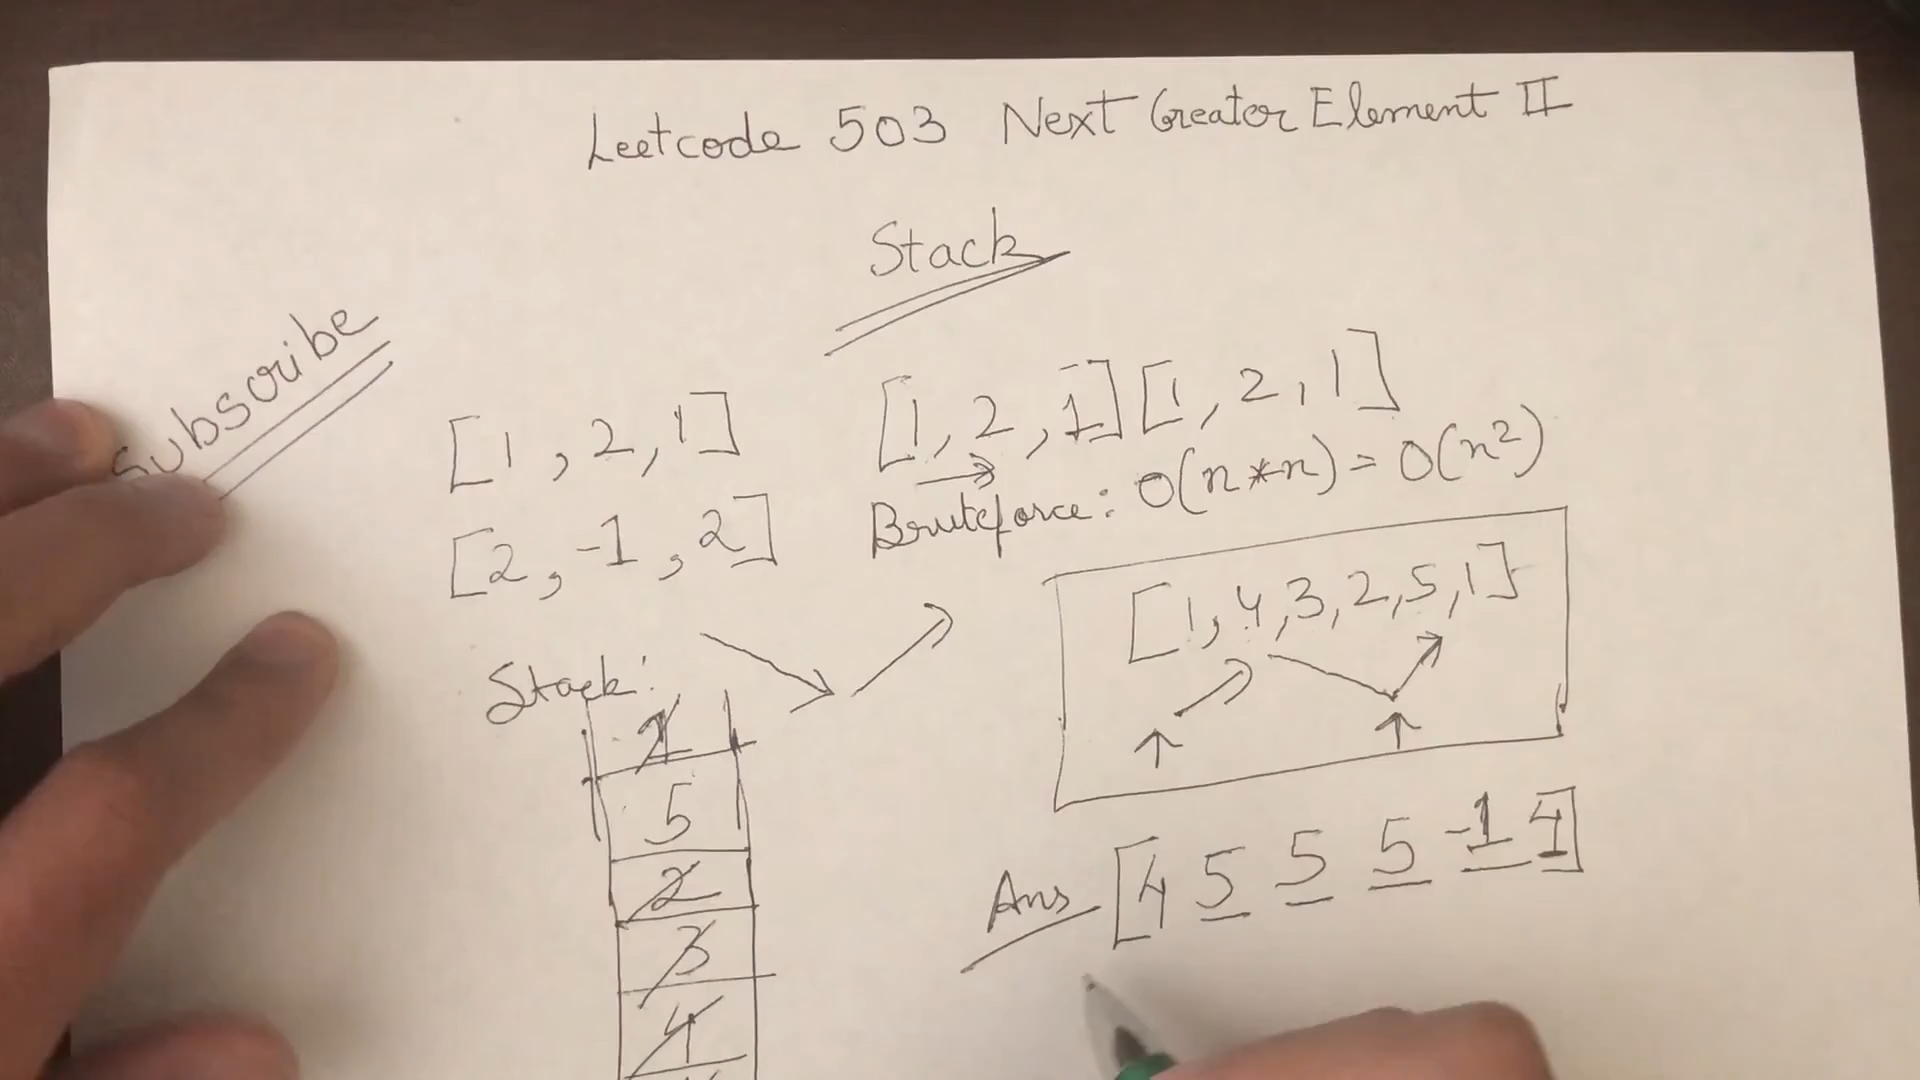 Leetcode 503 Next Greater Element II
Stack
Subscribe
[1, 2, 1]
[1, 2, 1] [1, 2, 1]
Bruteforce: O(n*n) = O(n²)
[2, -1, 2]
[1, 4, 3, 2, 5, 1]
Stack:
1
5
2
3
4
Ans [4 5 5 5 -1 4]